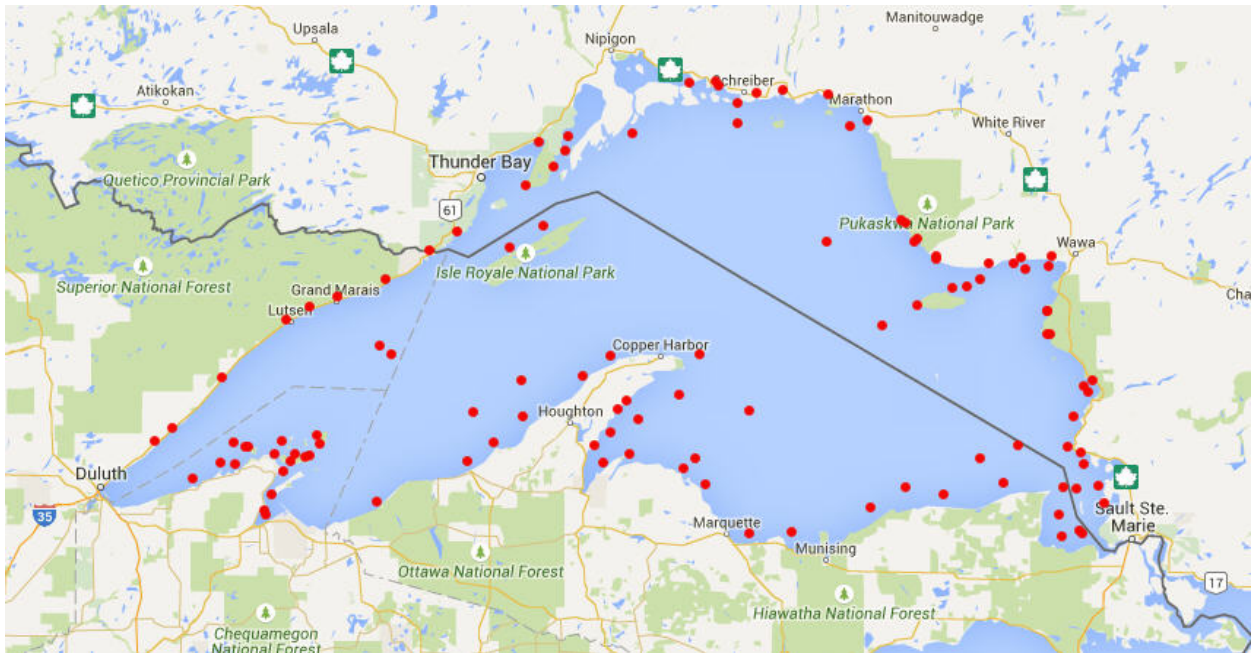 Manitouwadge
Upsala
Nipigon
Schreiber
Atikokan
Marathon
White River
Thunder Bay
Quetico Provincial Park
61
Pukaskwa National Park
Wawa
Isle Royale National Park
Superior National Forest
Grand Marais
Cha
Lutsen
Copper Harbor
Houghton
Duluth
35
Marquette
Sault Ste.
Marie
Munising
Ottawa National Forest
17
Hiawatha National Forest
Chequamegon
National Forest